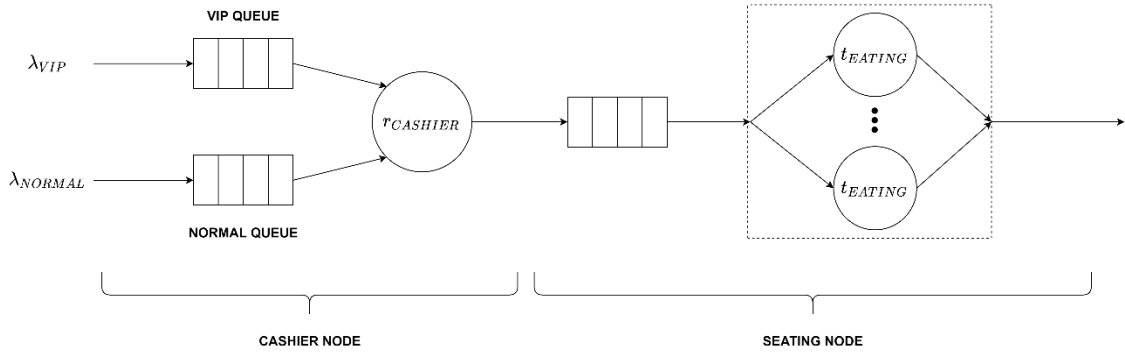 VIP QUEUE
λ_VIP
t_EATING
r_CASHIER
λ_NORMAL
t_EATING
NORMAL QUEUE
CASHIER NODE
SEATING NODE